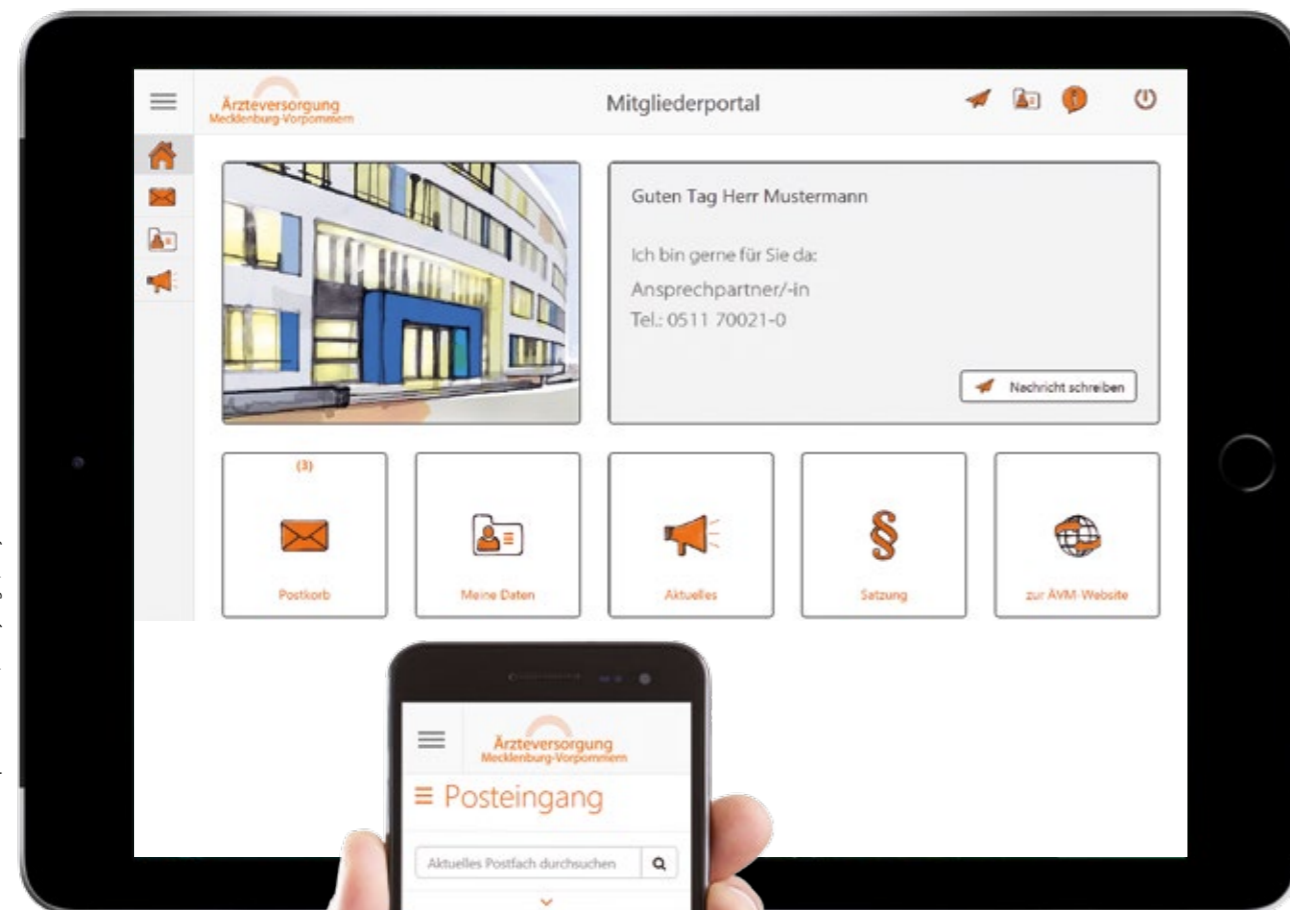 Ärzteversorgung
Mecklenburg-Vorpommern
Mitgliederportal
Guten Tag Herr Mustermann
Ich bin gerne für Sie da:
Ansprechpartner/-in
Tel.: 0511 70021-0
Nachricht schreiben
(3)
Postkorb
Meine Daten
Aktuelles
§
Satzung
zur ÄVM-Website
Ärzteversorgung
Mecklenburg-Vorpommern
Posteingang
Aktuelles Postfach durchsuchen